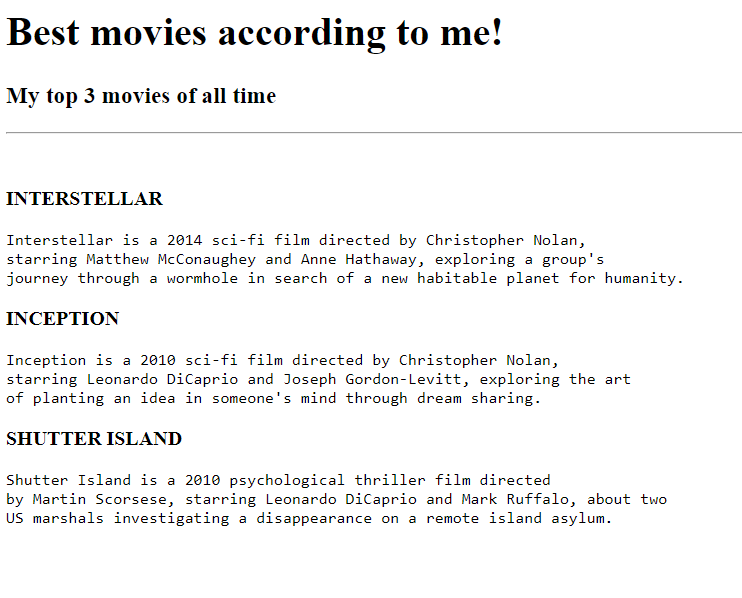 Best movies according to me!
My top 3 movies of all time
INTERSTELLAR
Interstellar is a 2014 sci-fi film directed by Christopher Nolan,
starring Matthew McConaughey and Anne Hathaway, exploring a group's
journey through a wormhole in search of a new habitable planet for humanity.
INCEPTION
Inception is a 2010 sci-fi film directed by Christopher Nolan,
starring Leonardo DiCaprio and Joseph Gordon-Levitt, exploring the art
of planting an idea in someone's mind through dream sharing.
SHUTTER ISLAND
Shutter Island is a 2010 psychological thriller film directed
by Martin Scorsese, starring Leonardo DiCaprio and Mark Ruffalo, about two
US marshals investigating a disappearance on a remote island asylum.